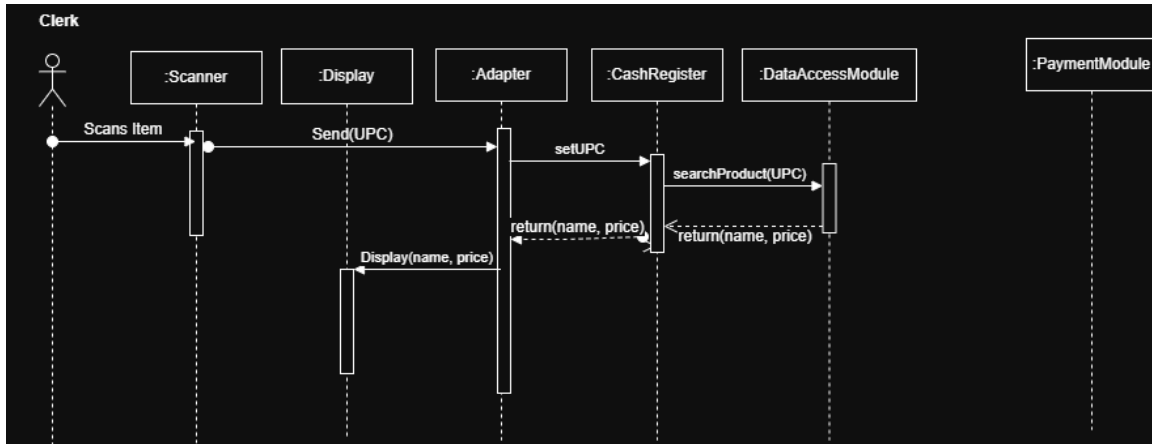 Clerk
:Scanner
:Display
:Adapter
:CashRegister
:DataAccessModule
:PaymentModule
Scans Item
Send(UPC)
setUPC
searchProduct(UPC)
return(name, price)
return(name, price)
Display(name, price)